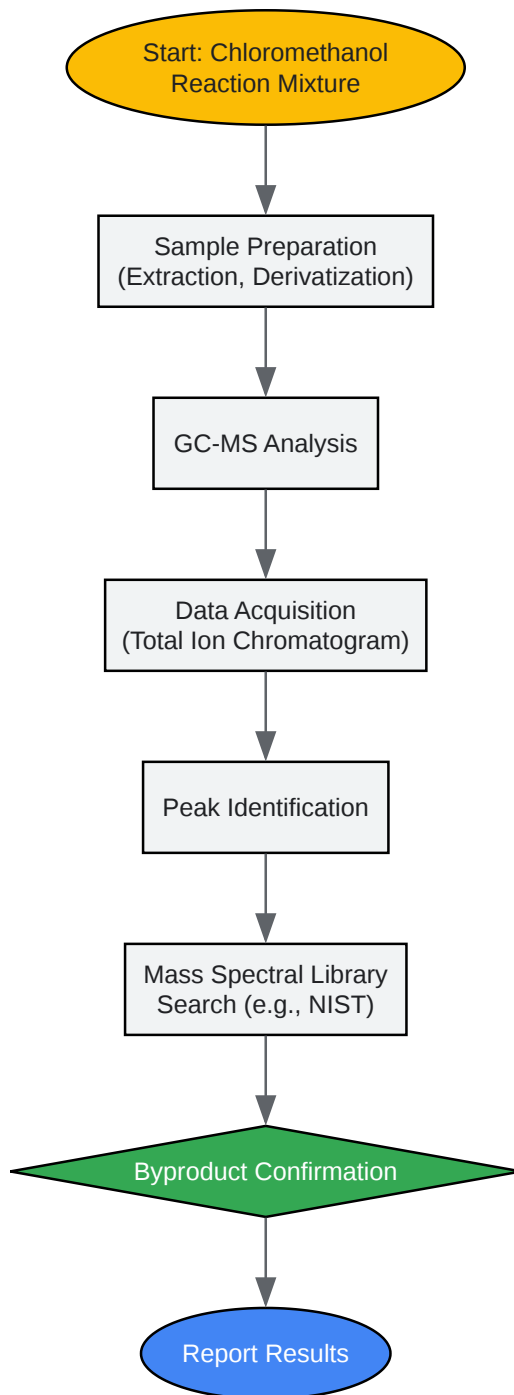 Start: Chloromethanol
Reaction Mixture
Sample Preparation
(Extraction, Derivatization)
GC-MS Analysis
Data Acquisition
(Total Ion Chromatogram)
Peak Identification
Mass Spectral Library
Search (e.g., NIST)
Byproduct Confirmation
Report Results